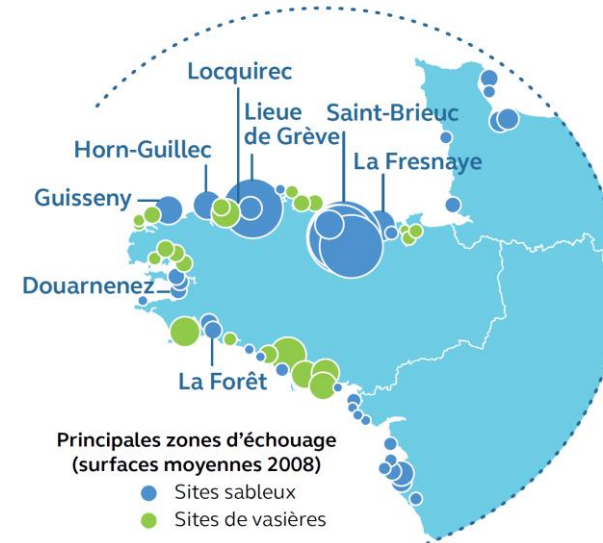 Locquirec
Lieue
de Grève
Saint-Brieuc
Horn-Guillec
La Fresnaye
Guisseny
Douarnenez
La Forêt
Principales zones d'échouage
(surfaces moyennes 2008)
Sites sableux
Sites de vasières